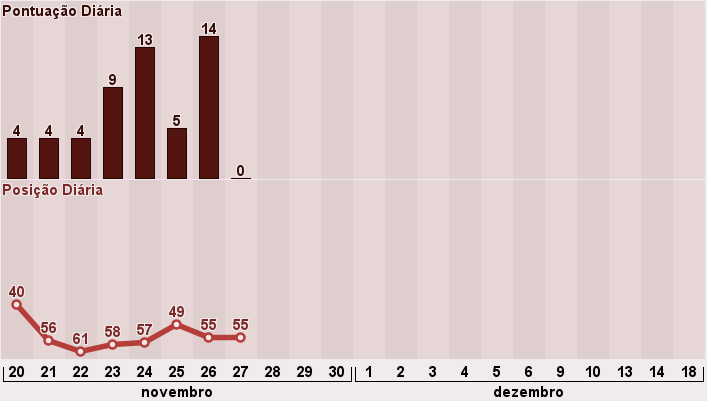 Pontuação Diária
4 4 4 9 13 5 14 0
Posição Diária
40 56 61 58 57 49 55 55
20 21 22 23 24 25 26 27 28 29 30 1 2 3 4 5 6 9 10 13 14 18
novembro dezembro